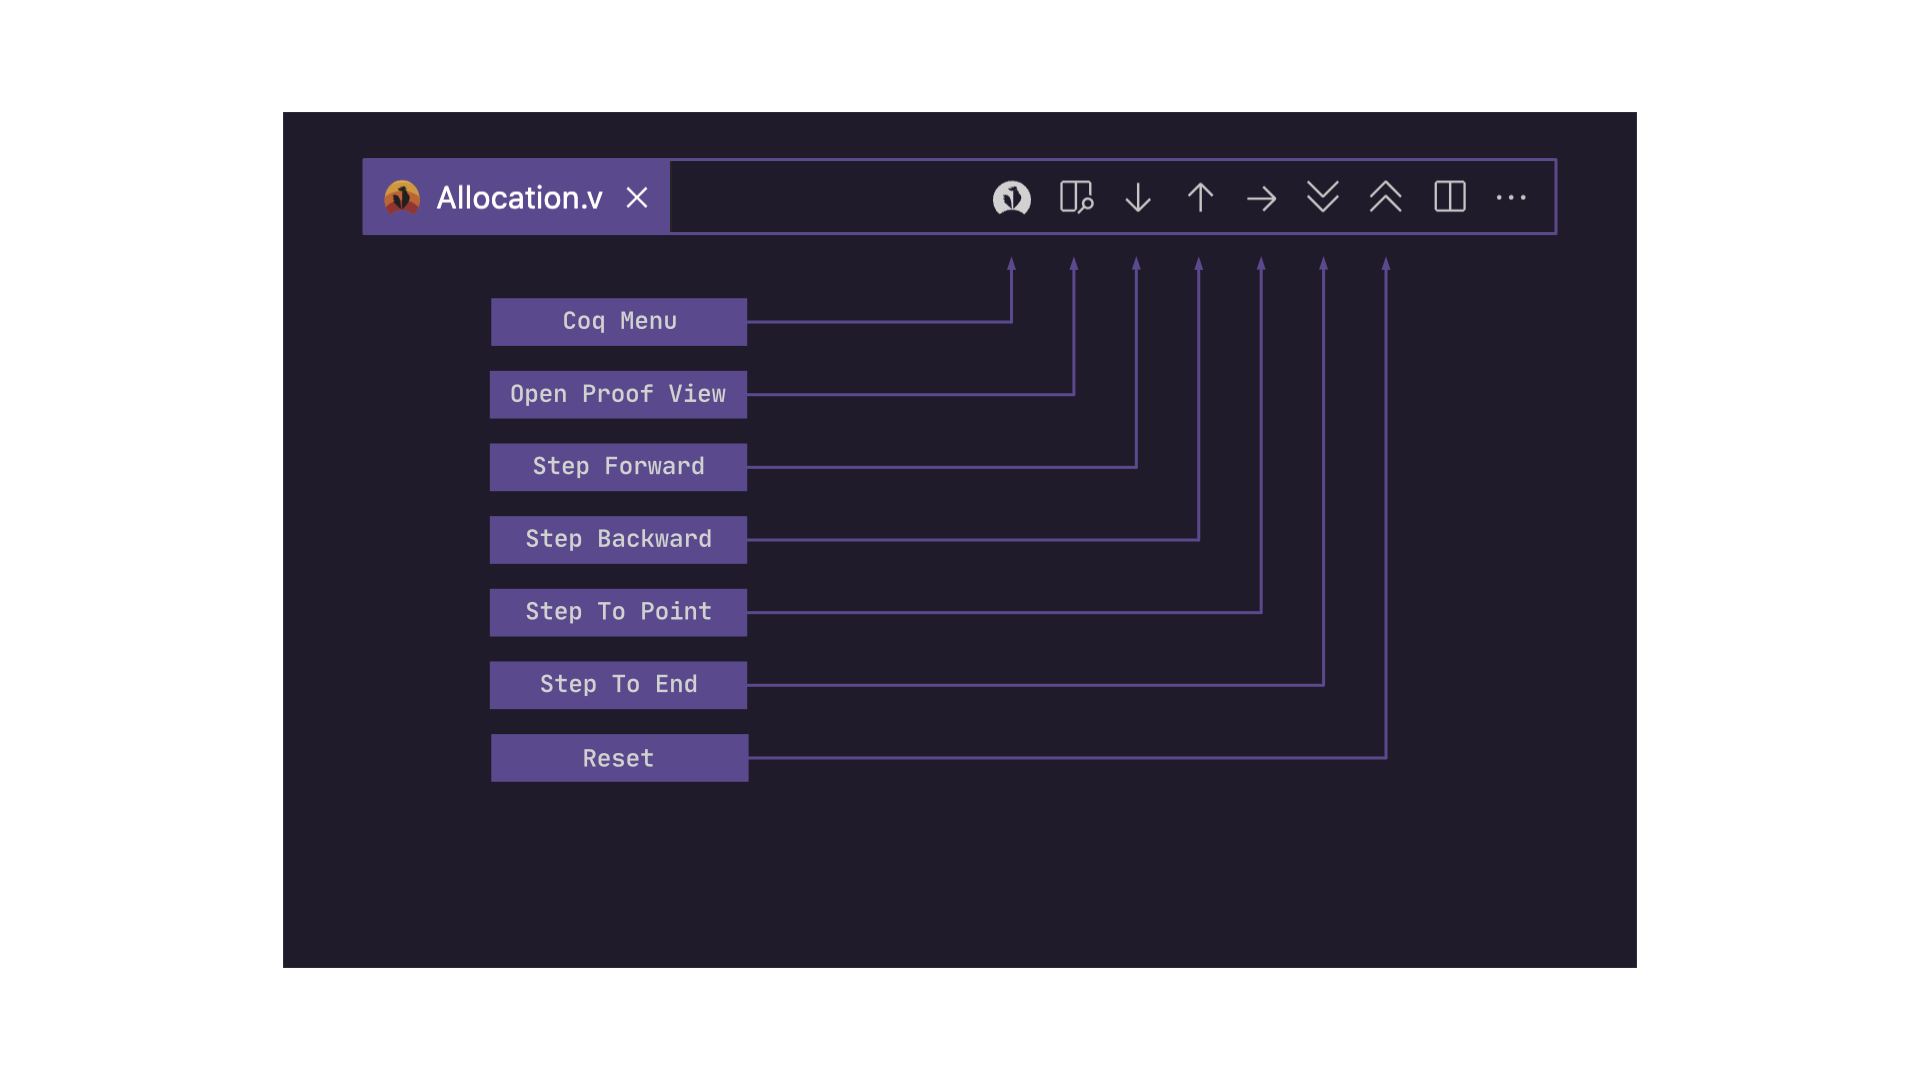 Allocation.v
Coq Menu
Open Proof View
Step Forward
Step Backward
Step To Point
Step To End
Reset